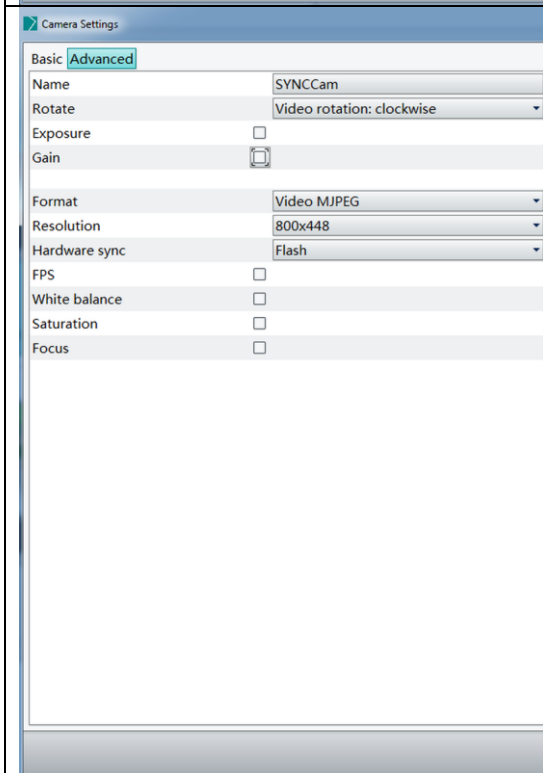 Camera Settings
Basic Advanced
Name SYNCCam
Rotate Video rotation: clockwise
Exposure
Gain
Format Video MJPEG
Resolution 800x448
Hardware sync Flash
FPS
White balance
Saturation
Focus